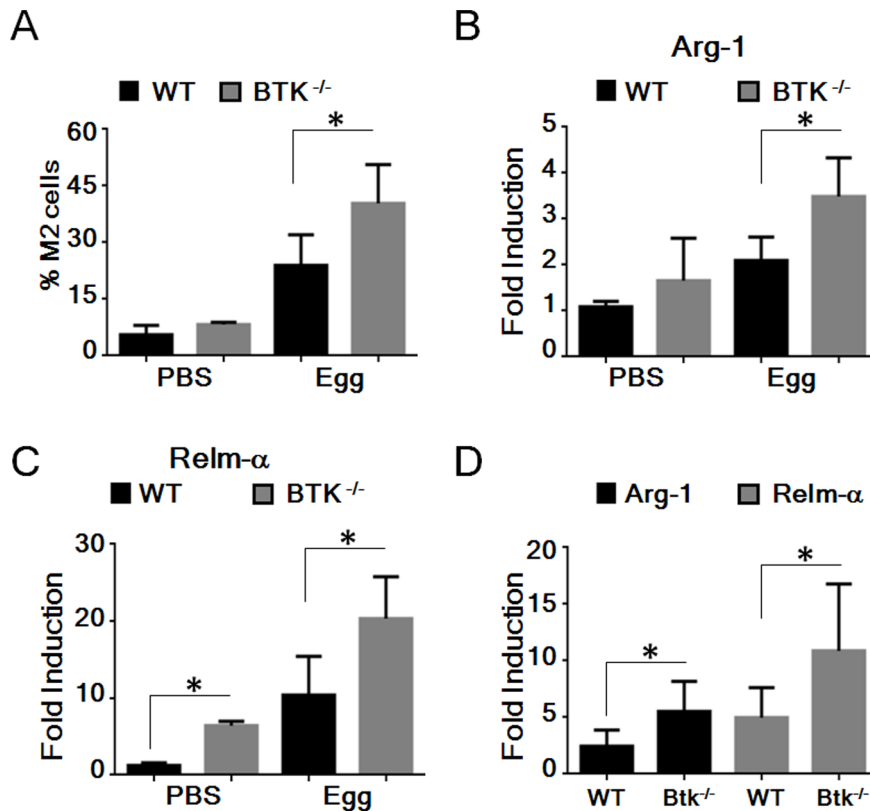 A
WT BTK -/-
60
45
30
15
0
% M2 cells
*
PBS Egg
B
Arg-1
WT BTK -/-
5
4
3
2
1
0
Fold Induction
*
PBS Egg
C
Relm-α
WT BTK -/-
30
20
10
0
Fold Induction
*
*
PBS Egg
D
Arg-1 Relm-α
20
15
10
5
0
Fold Induction
*
*
WT Btk-/- WT Btk-/-